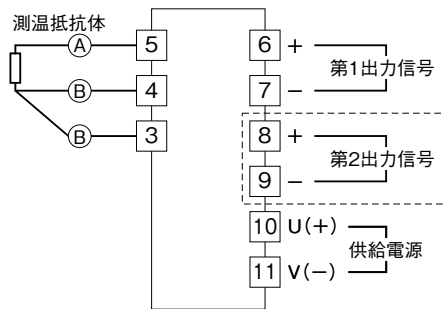 測温抵抗体
A 5
B 4
B 3
6 +
第1出力信号
7 −
8 +
第2出力信号
9 −
10 U(+)
供給電源
11 V(−)